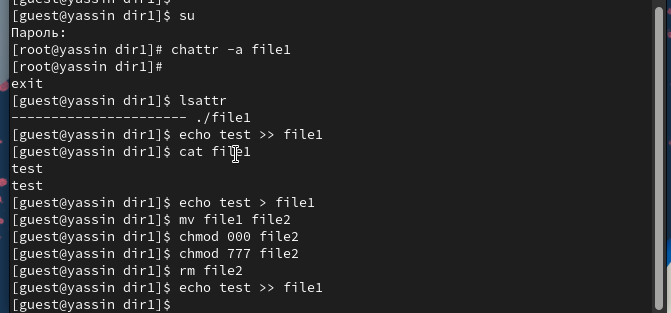 [guest@yassin dir1]$ su
Пароль:
[root@yassin dir1]# chattr -a file1
[root@yassin dir1]#
exit
[guest@yassin dir1]$ lsattr
---------------------- ./file1
[guest@yassin dir1]$ echo test >> file1
[guest@yassin dir1]$ cat file1
test
test
[guest@yassin dir1]$ echo test > file1
[guest@yassin dir1]$ mv file1 file2
[guest@yassin dir1]$ chmod 000 file2
[guest@yassin dir1]$ chmod 777 file2
[guest@yassin dir1]$ rm file2
[guest@yassin dir1]$ echo test >> file1
[guest@yassin dir1]$